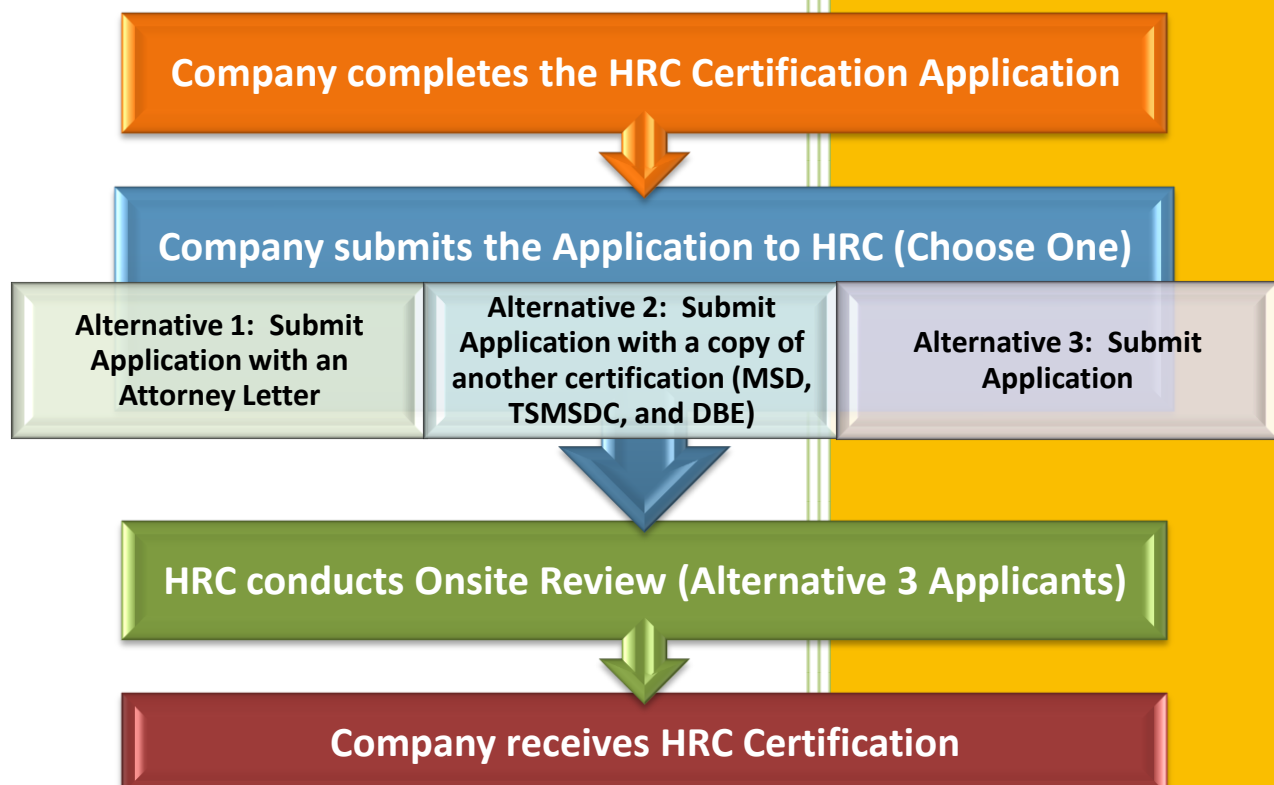 Company completes the HRC Certification Application
Company submits the Application to HRC (Choose One)
Alternative 1:  Submit
Application with an
Attorney Letter
Alternative 2:  Submit
Application with a copy of
another certification (MSD,
TSMSDC, and DBE)
Alternative 3:  Submit
Application
HRC conducts Onsite Review (Alternative 3 Applicants)
Company receives HRC Certification